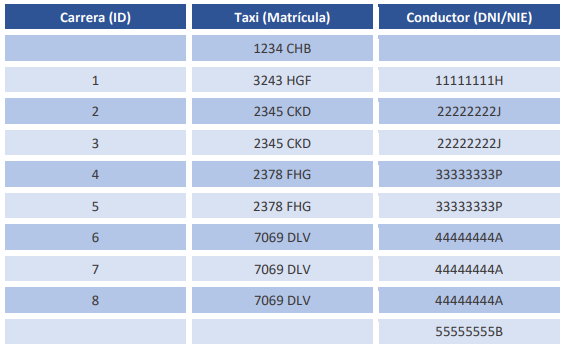 Carrera (ID) Taxi (Matrícula) Conductor (DNI/NIE)
1234 CHB
1 3243 HGF 11111111H
2 2345 CKD 22222222J
3 2345 CKD 22222222J
4 2378 FHG 33333333P
5 2378 FHG 33333333P
6 7069 DLV 44444444A
7 7069 DLV 44444444A
8 7069 DLV 44444444A
55555555B